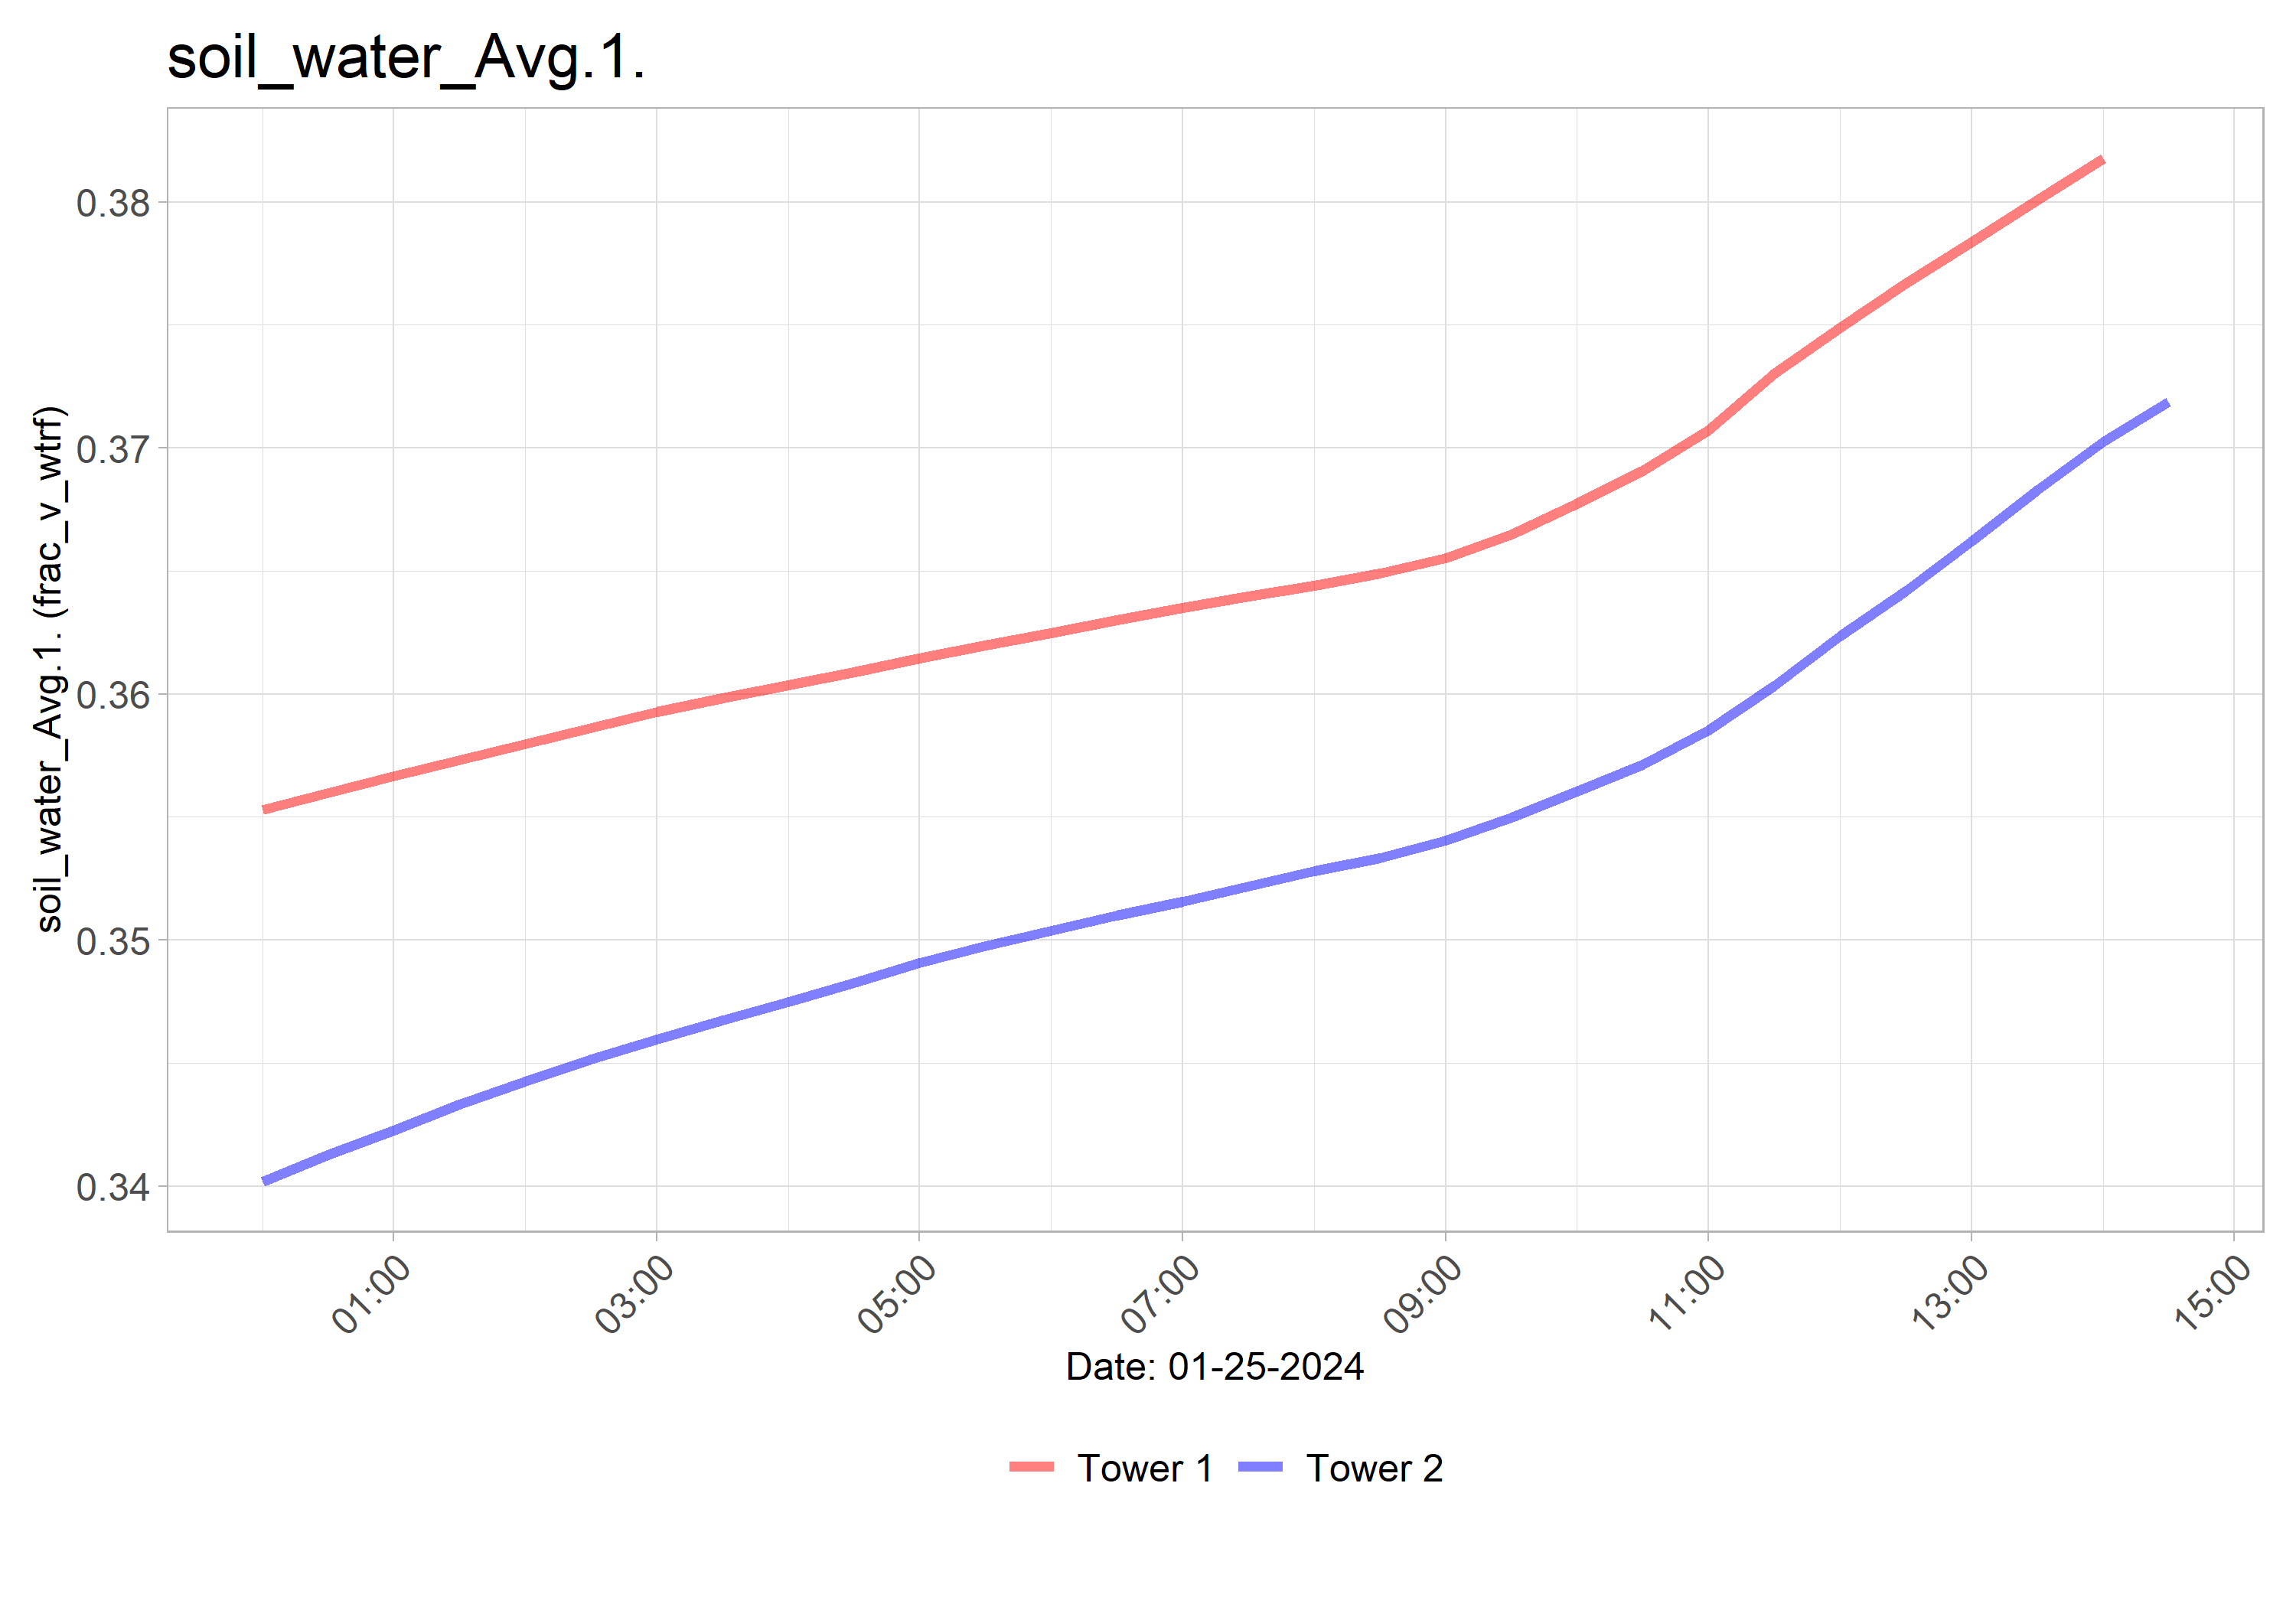 soil_water_Avg.1.
soil_water_Avg.1. (frac_v_wtrf)
0.38
0.37
0.36
0.35
0.34
01:00
03:00
05:00
07:00
09:00
11:00
13:00
15:00
Date: 01-25-2024
Tower 1
Tower 2